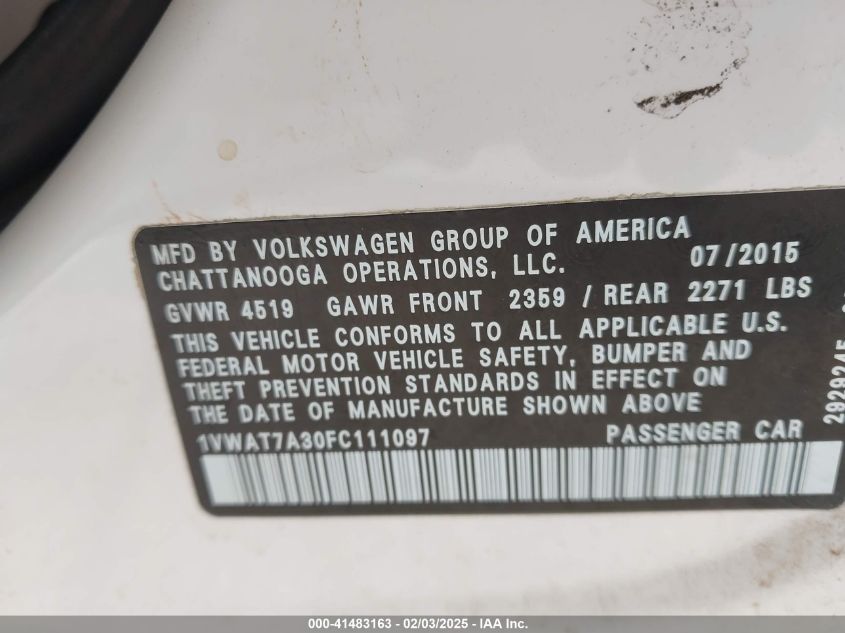 MFD BY VOLKSWAGEN GROUP OF AMERICA
CHATTANOOGA OPERATIONS, LLC. 07/2015
GVWR 4519 GAWR FRONT 2359 / REAR 2271 LBS
THIS VEHICLE CONFORMS TO ALL APPLICABLE U.S.
FEDERAL MOTOR VEHICLE SAFETY, BUMPER AND
THEFT PREVENTION STANDARDS IN EFFECT ON
THE DATE OF MANUFACTURE SHOWN ABOVE
1VWAT7A30FC111097 PASSENGER CAR
2929245
000-41483163 - 02/03/2025 - IAA Inc.